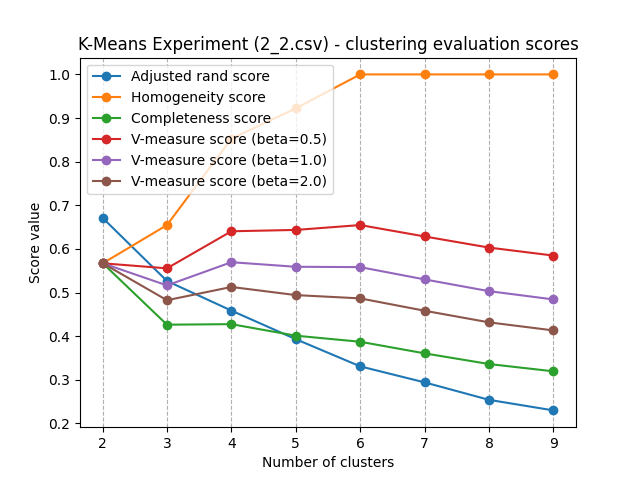 K-Means Experiment (2_2.csv) - clustering evaluation scores
1.0
0.9
0.8
0.7
0.6
0.5
0.4
0.3
0.2
Score value
Adjusted rand score
Homogeneity score
Completeness score
V-measure score (beta=0.5)
V-measure score (beta=1.0)
V-measure score (beta=2.0)
2 3 4 5 6 7 8 9
Number of clusters